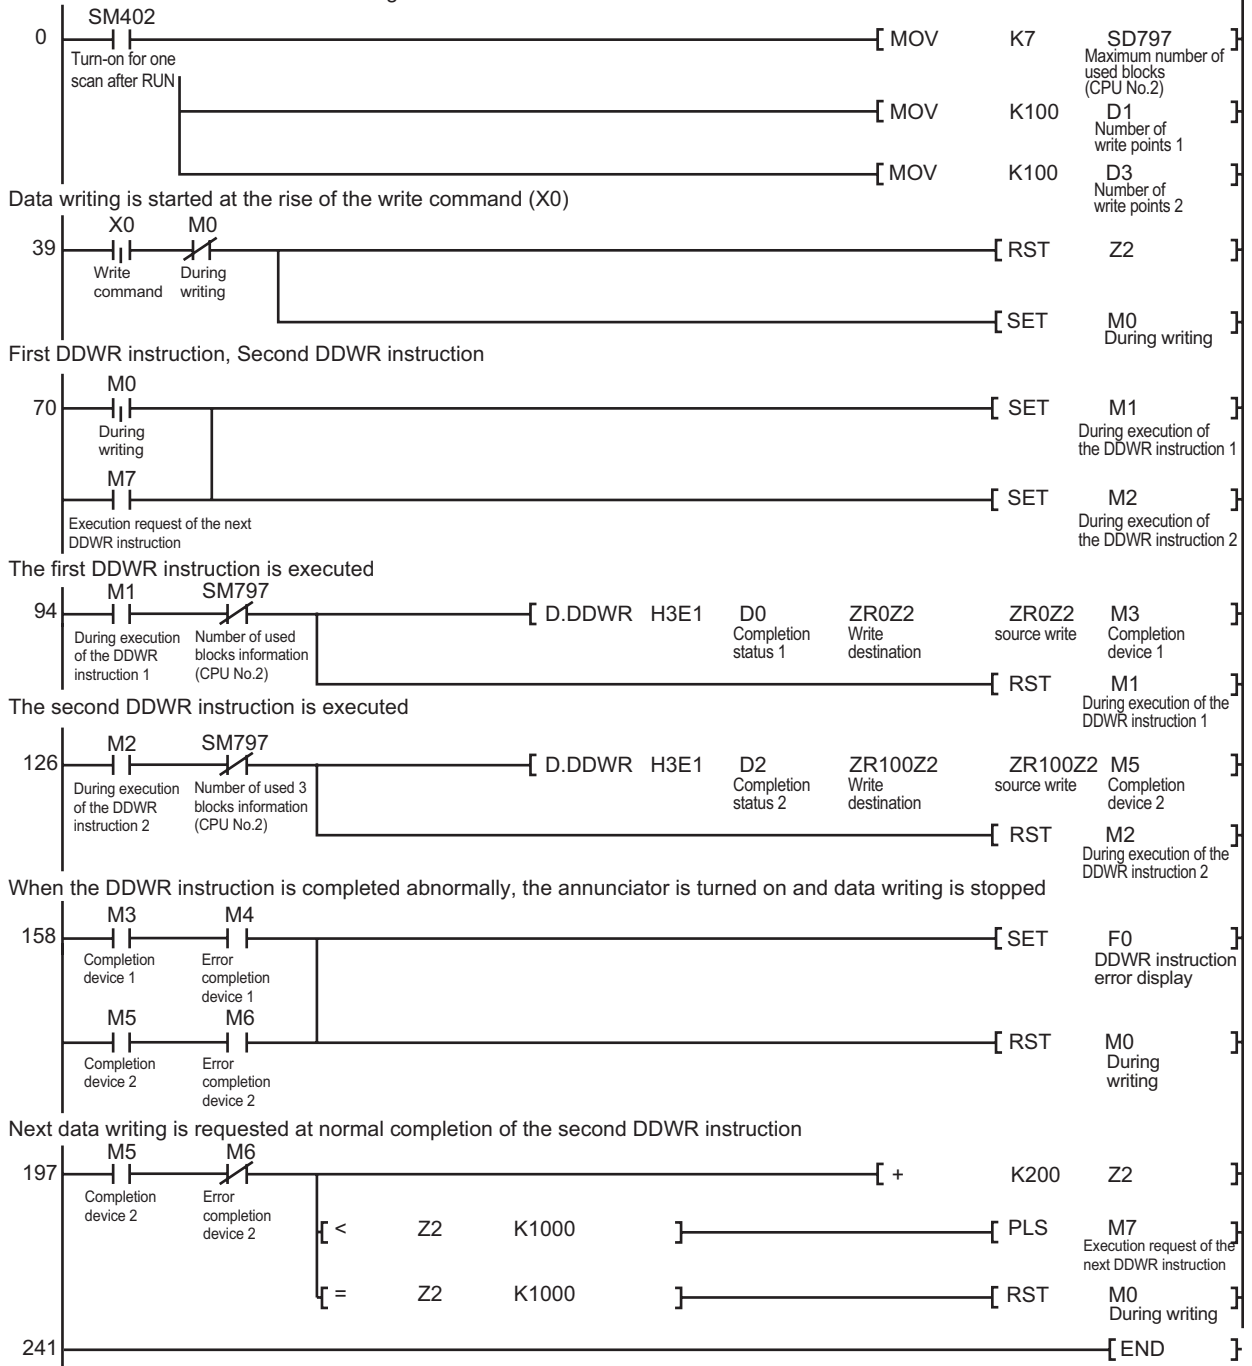 SM402
0 MOV K7 SD797
Turn-on for one
scan after RUN
Maximum number of
used blocks
(CPU No.2)
MOV K100 D1
Number of
write points 1
MOV K100 D3
Number of
write points 2
Data writing is started at the rise of the write command (X0)
X0 M0
39 RST Z2
Write
command
During
writing
SET M0
During writing
First DDWR instruction, Second DDWR instruction
M0
70 SET M1
During
writing
During execution of
the DDWR instruction 1
M7
SET M2
Execution request of the next
DDWR instruction
During execution of
the DDWR instruction 2
The first DDWR instruction is executed
M1 SM797
94 D.DDWR H3E1 D0 ZR0Z2 ZR0Z2 M3
During execution
of the DDWR
instruction 1
Number of used
blocks information
(CPU No.2)
Completion
status 1
Write
destination
source write
Completion
device 1
RST M1
During execution of the
DDWR instruction 1
The second DDWR instruction is executed
M2 SM797
126 D.DDWR H3E1 D2 ZR100Z2 ZR100Z2 M5
During execution
of the DDWR
instruction 2
Number of used 3
blocks information
(CPU No.2)
Completion
status 2
Write
destination
source write
Completion
device 2
RST M2
During execution of the
DDWR instruction 2
When the DDWR instruction is completed abnormally, the annunciator is turned on and data writing is stopped
M3 M4
158 SET F0
Completion
device 1
Error
completion
device 1
DDWR instruction
error display
M5 M6
RST M0
Completion
device 2
Error
completion
device 2
During
writing
Next data writing is requested at normal completion of the second DDWR instruction
M5 M6
197 + K200 Z2
Completion
device 2
Error
completion
device 2
< Z2 K1000 PLS M7
Execution request of the
next DDWR instruction
= Z2 K1000 RST M0
During writing
241 END